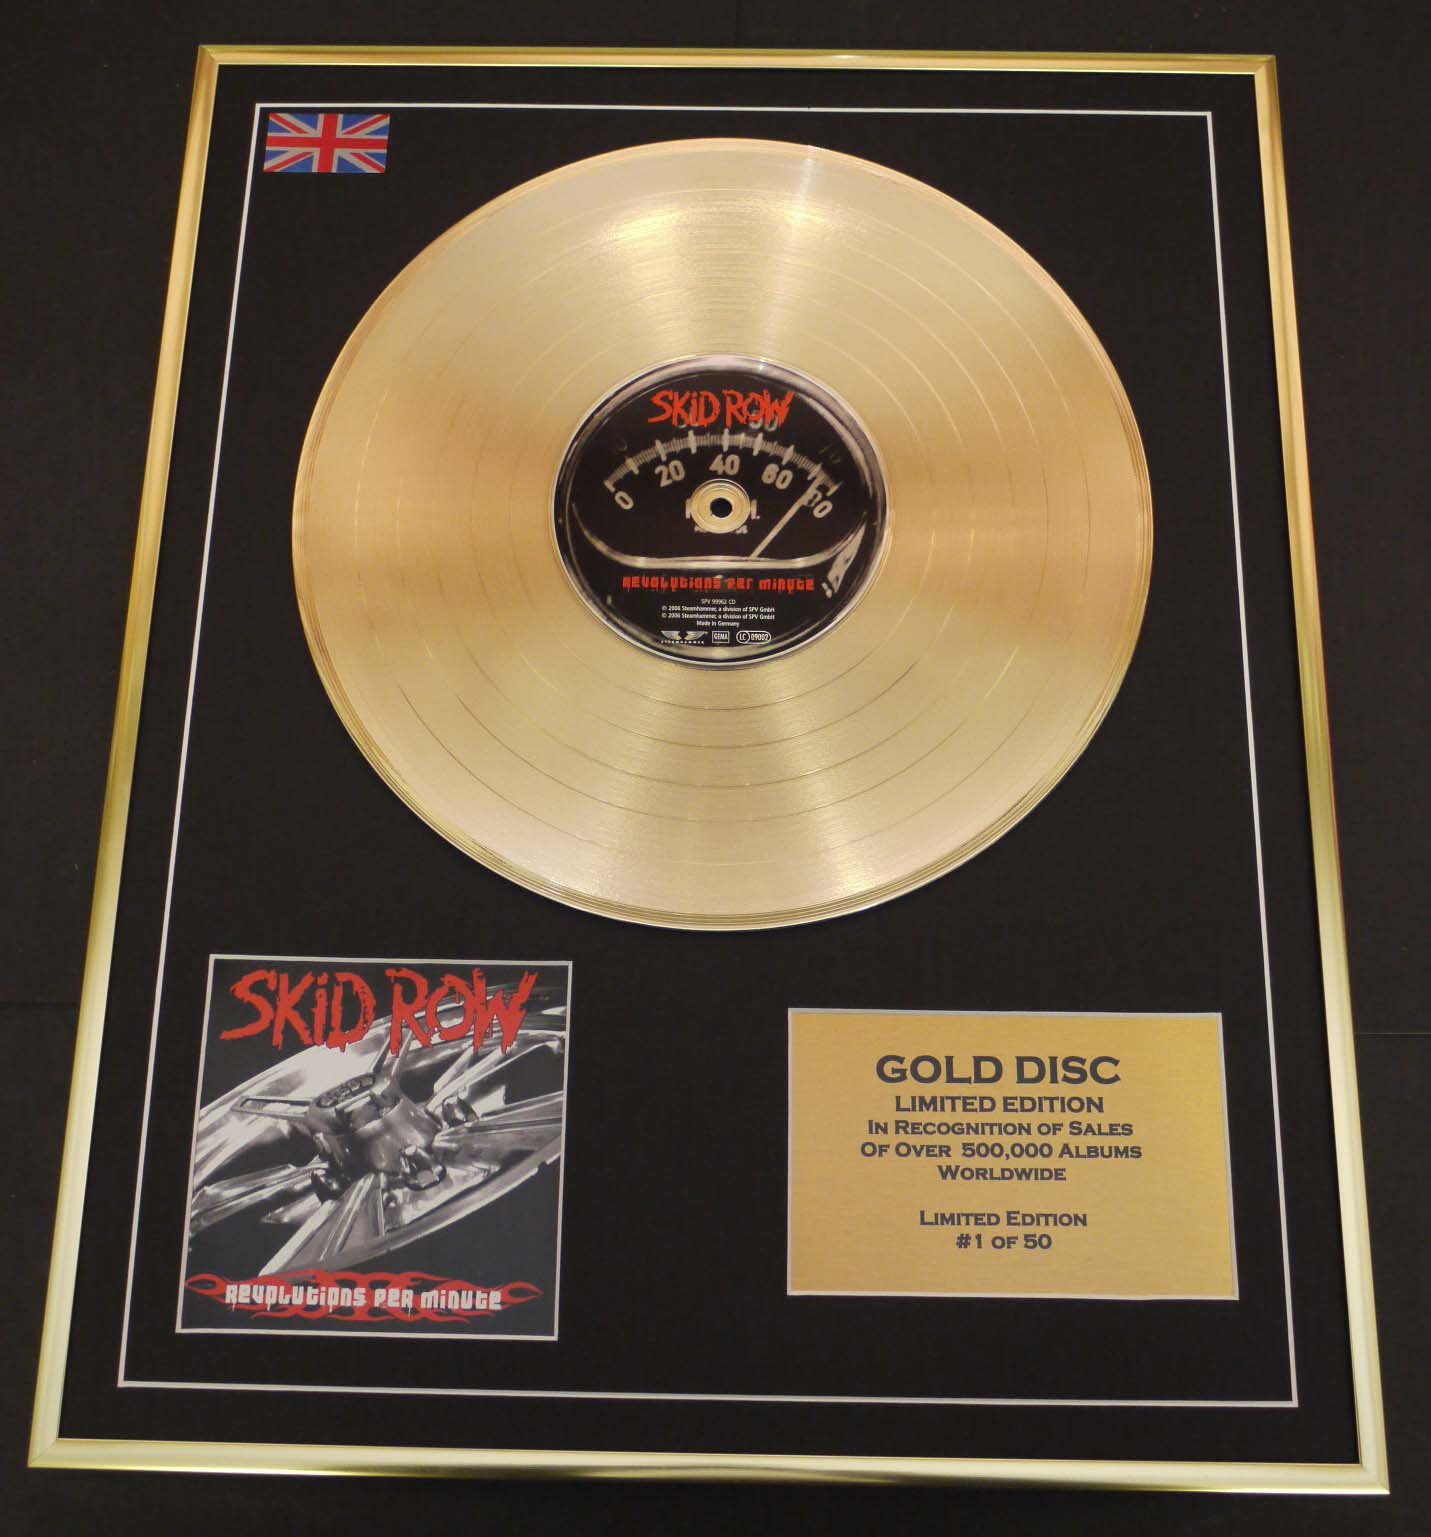 SKiD ROW
0 20 40 60 80
REVOLUTIONS PER MINUTE
SPV 99962 CD
℗ 2006 Steamhammer, a division of SPV GmbH
© 2006 Steamhammer, a division of SPV GmbH
Made in Germany
STEAMHAMMER GEMA LC 09002
SKiD ROW
REVOLUTIONS PER MINUTE
GOLD DISC
LIMITED EDITION
IN RECOGNITION OF SALES
OF OVER 500,000 ALBUMS
WORLDWIDE
LIMITED EDITION
#1 OF 50